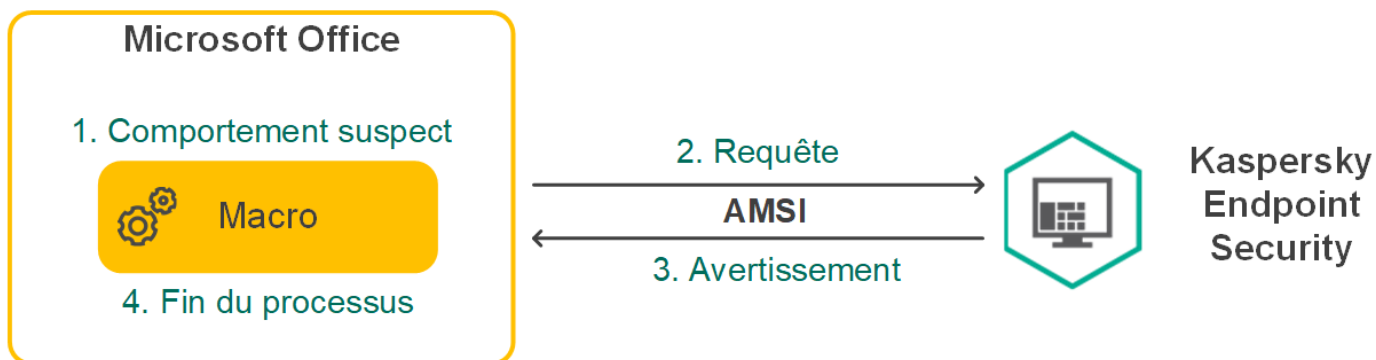 Microsoft Office
1. Comportement suspect
Macro
4. Fin du processus
2. Requête
AMSI
3. Avertissement
Kaspersky
Endpoint
Security